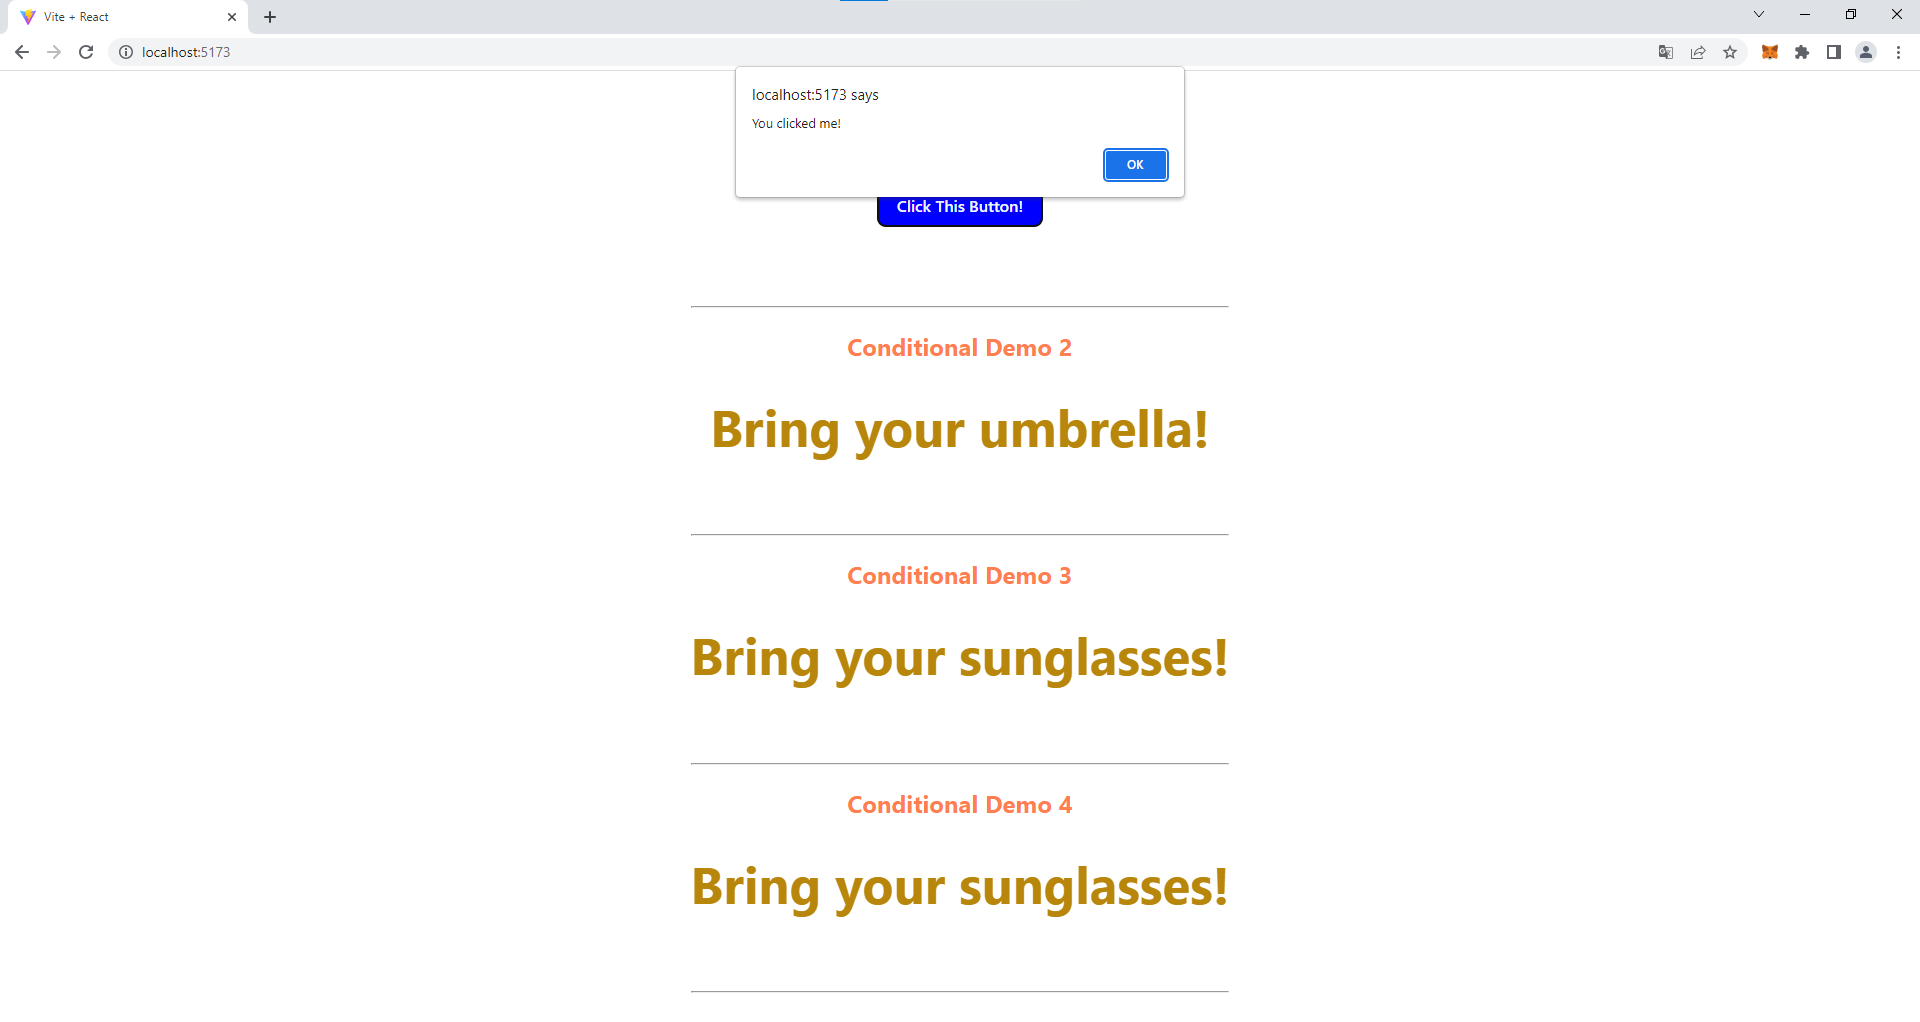 Vite + React
localhost:5173
localhost:5173 says
You clicked me!
OK
Click This Button!
Conditional Demo 2
Bring your umbrella!
Conditional Demo 3
Bring your sunglasses!
Conditional Demo 4
Bring your sunglasses!